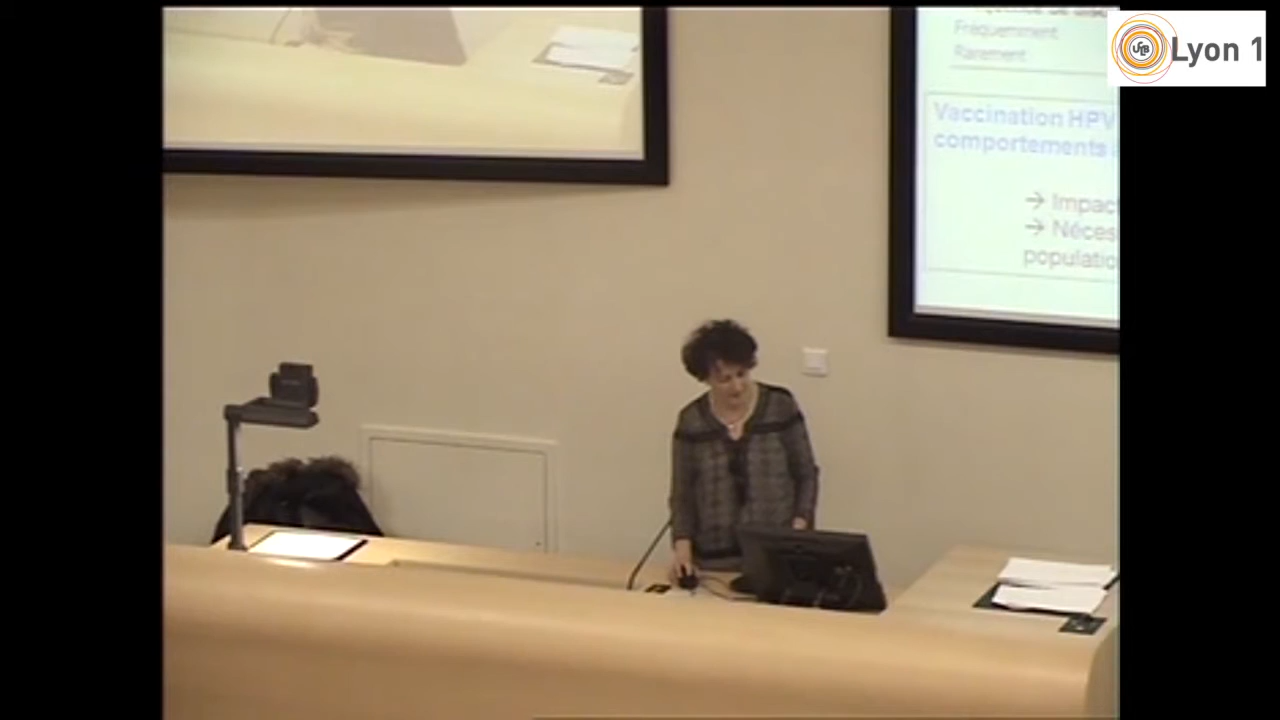 Fréquemment
Rarement
Vaccination HPV
comportements
→ Impac
→ Néces
populatio
Lyon 1